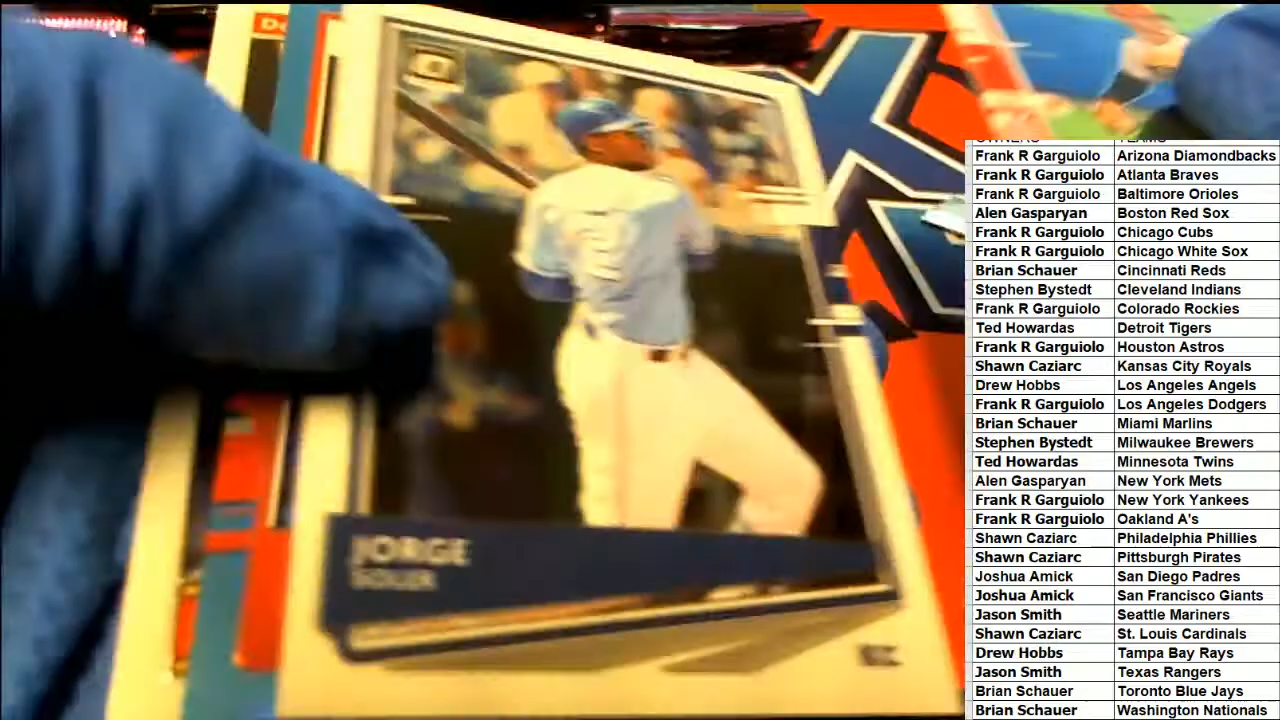 JORGE
SOLER
KC
Frank R Garguiolo Arizona Diamondbacks
Frank R Garguiolo Atlanta Braves
Frank R Garguiolo Baltimore Orioles
Alen Gasparyan Boston Red Sox
Frank R Garguiolo Chicago Cubs
Frank R Garguiolo Chicago White Sox
Brian Schauer Cincinnati Reds
Stephen Bystedt Cleveland Indians
Frank R Garguiolo Colorado Rockies
Ted Howardas Detroit Tigers
Frank R Garguiolo Houston Astros
Shawn Caziarc Kansas City Royals
Drew Hobbs Los Angeles Angels
Frank R Garguiolo Los Angeles Dodgers
Brian Schauer Miami Marlins
Stephen Bystedt Milwaukee Brewers
Ted Howardas Minnesota Twins
Alen Gasparyan New York Mets
Frank R Garguiolo New York Yankees
Frank R Garguiolo Oakland A's
Shawn Caziarc Philadelphia Phillies
Shawn Caziarc Pittsburgh Pirates
Joshua Amick San Diego Padres
Joshua Amick San Francisco Giants
Jason Smith Seattle Mariners
Shawn Caziarc St. Louis Cardinals
Drew Hobbs Tampa Bay Rays
Jason Smith Texas Rangers
Brian Schauer Toronto Blue Jays
Brian Schauer Washington Nationals